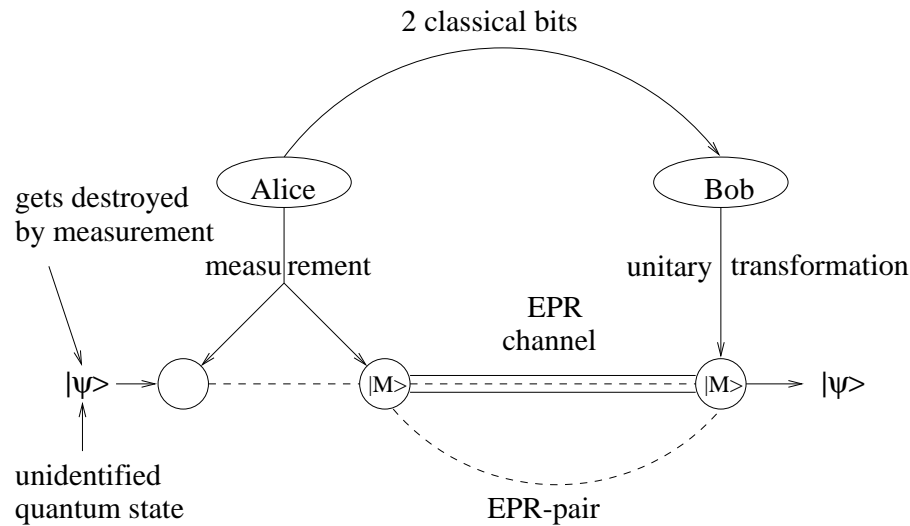 2 classical bits
Alice
Bob
gets destroyed
by measurement
measurement
unitary transformation
EPR
channel
|ψ>
|M>
|M>
|ψ>
unidentified
quantum state
EPR-pair